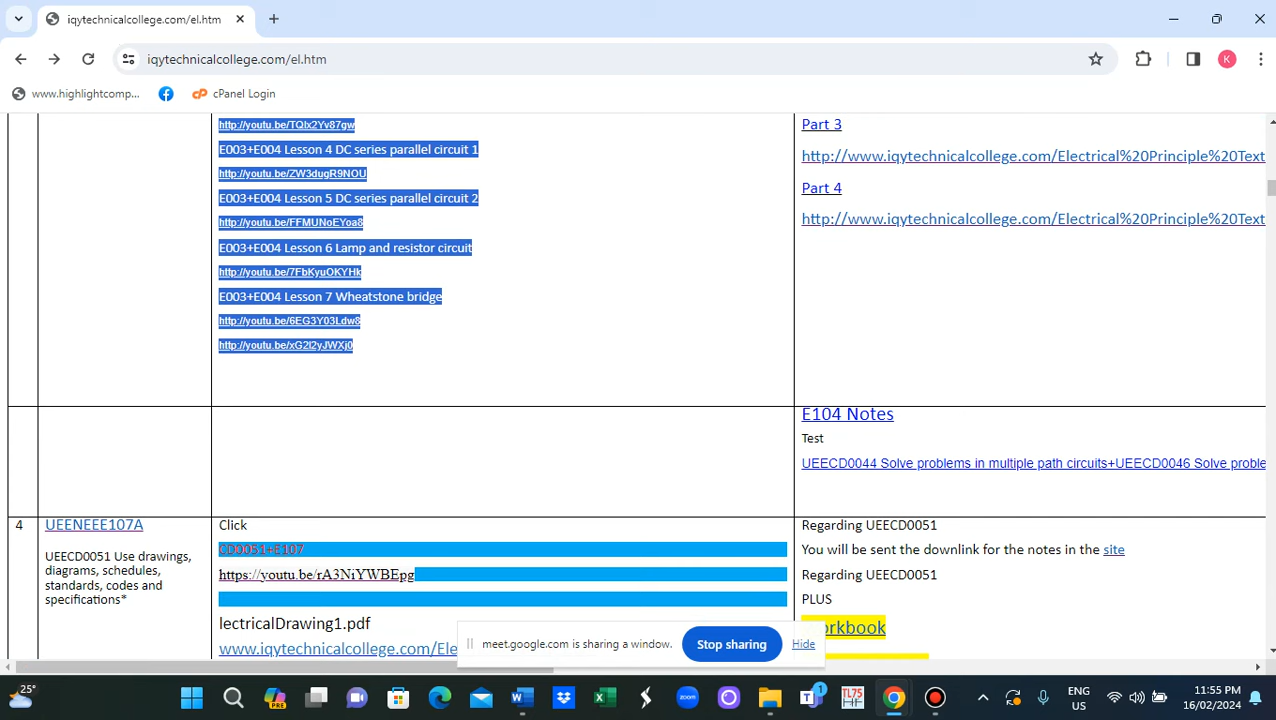 iqytechnicalcollege.com/el.htm
iqytechnicalcollege.com/el.htm
K
www.highlightcomp...
cPanel Login
http://youtu.be/TQIx2Yv87gw
E003+E004 Lesson 4 DC series parallel circuit 1
http://youtu.be/ZW3dugR9NOU
E003+E004 Lesson 5 DC series parallel circuit 2
http://youtu.be/FFMUNoEYoa8
E003+E004 Lesson 6 Lamp and resistor circuit
http://youtu.be/7FbKyuOKYHk
E003+E004 Lesson 7 Wheatstone bridge
http://youtu.be/6EG3Y03Ldw8
http://youtu.be/xG2l2yJWXj0
Part 3
http://www.iqytechnicalcollege.com/Electrical%20Principle%20Text
Part 4
http://www.iqytechnicalcollege.com/Electrical%20Principle%20Text
E104 Notes
Test
UEECD0044 Solve problems in multiple path circuits+UEECD0046 Solve proble
4
UEENEEE107A
UEECD0051 Use drawings,
diagrams, schedules,
standards, codes and
specifications*
Click
CD0051+E107
https://youtu.be/rA3NiYWBEpg
lectricalDrawing1.pdf
www.iqytechnicalcollege.com/Ele
Regarding UEECD0051
You will be sent the downlink for the notes in the site
Regarding UEECD0051
PLUS
orkbook
meet.google.com is sharing a window.
Stop sharing
Hide
25°
PRE
zoom
1
TL75
ENG
US
11:55 PM
16/02/2024